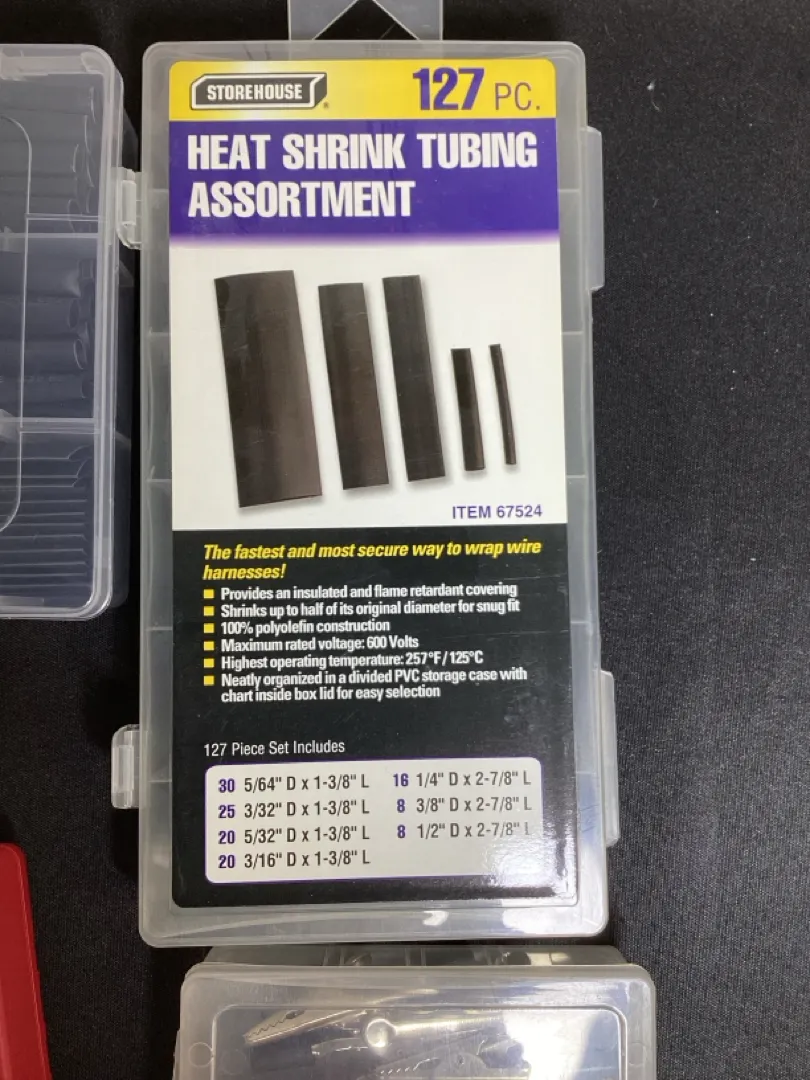 STOREHOUSE®
127 PC.
HEAT SHRINK TUBING
ASSORTMENT
ITEM 67524
The fastest and most secure way to wrap wire
harnesses!
Provides an insulated and flame retardant covering
Shrinks up to half of its original diameter for snug fit
100% polyolefin construction
Maximum rated voltage: 600 Volts
Highest operating temperature: 257°F/125°C
Neatly organized in a divided PVC storage case with
chart inside box lid for easy selection
127 Piece Set Includes
30 5/64" D x 1-3/8" L
25 3/32" D x 1-3/8" L
20 5/32" D x 1-3/8" L
20 3/16" D x 1-3/8" L
16 1/4" D x 2-7/8" L
8 3/8" D x 2-7/8" L
8 1/2" D x 2-7/8" L